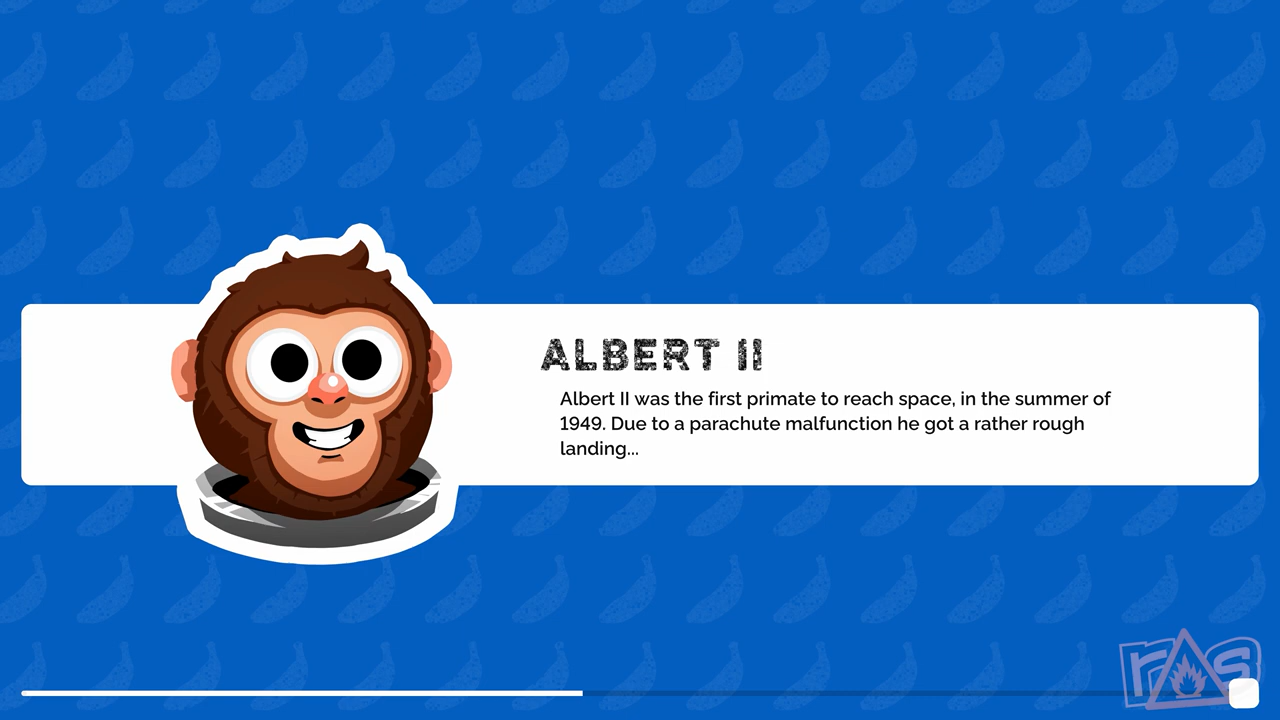 ALBERT II
Albert II was the first primate to reach space, in the summer of
1949. Due to a parachute malfunction he got a rather rough
landing...
ras